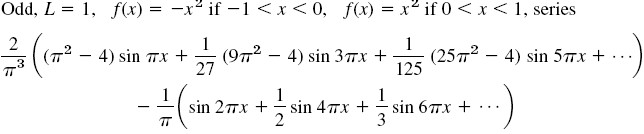 Odd, L = 1, f(x) = −x² if −1 < x < 0, f(x) = x² if 0 < x < 1, series
2/π³ ((π² − 4) sin πx + 1/27 (9π² − 4) sin 3πx + 1/125 (25π² − 4) sin 5πx + ⋯)
− 1/π (sin 2πx + 1/2 sin 4πx + 1/3 sin 6πx + ⋯)